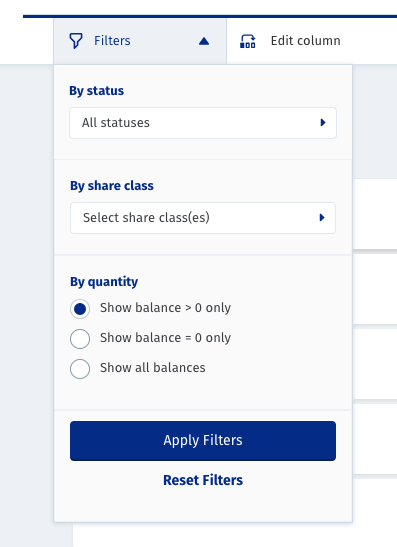 Filters
Edit column
By status
All statuses
By share class
Select share class(es)
By quantity
Show balance > 0 only
Show balance = 0 only
Show all balances
Apply Filters
Reset Filters